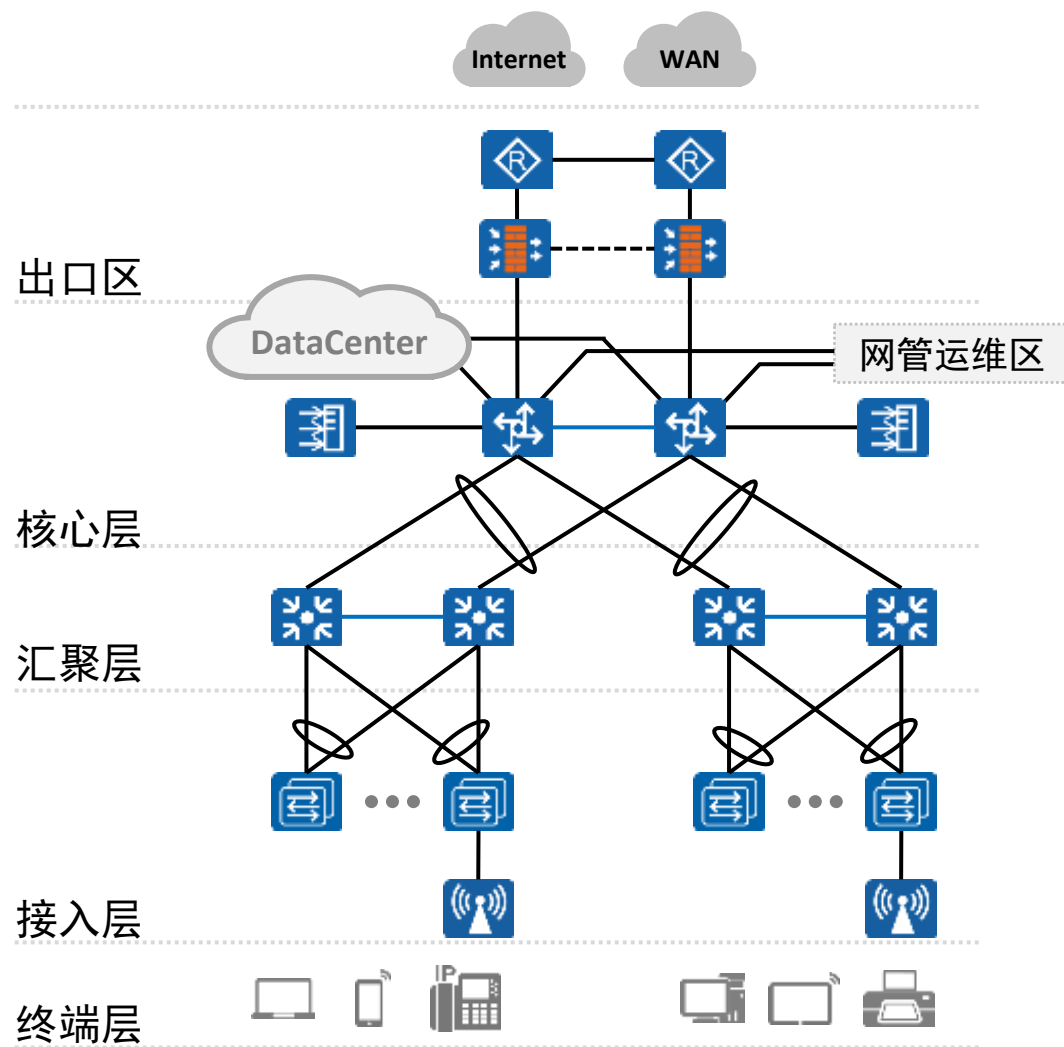 Internet
WAN
R
R
出口区
DataCenter
网管运维区
核心层
汇聚层
接入层
IP
终端层